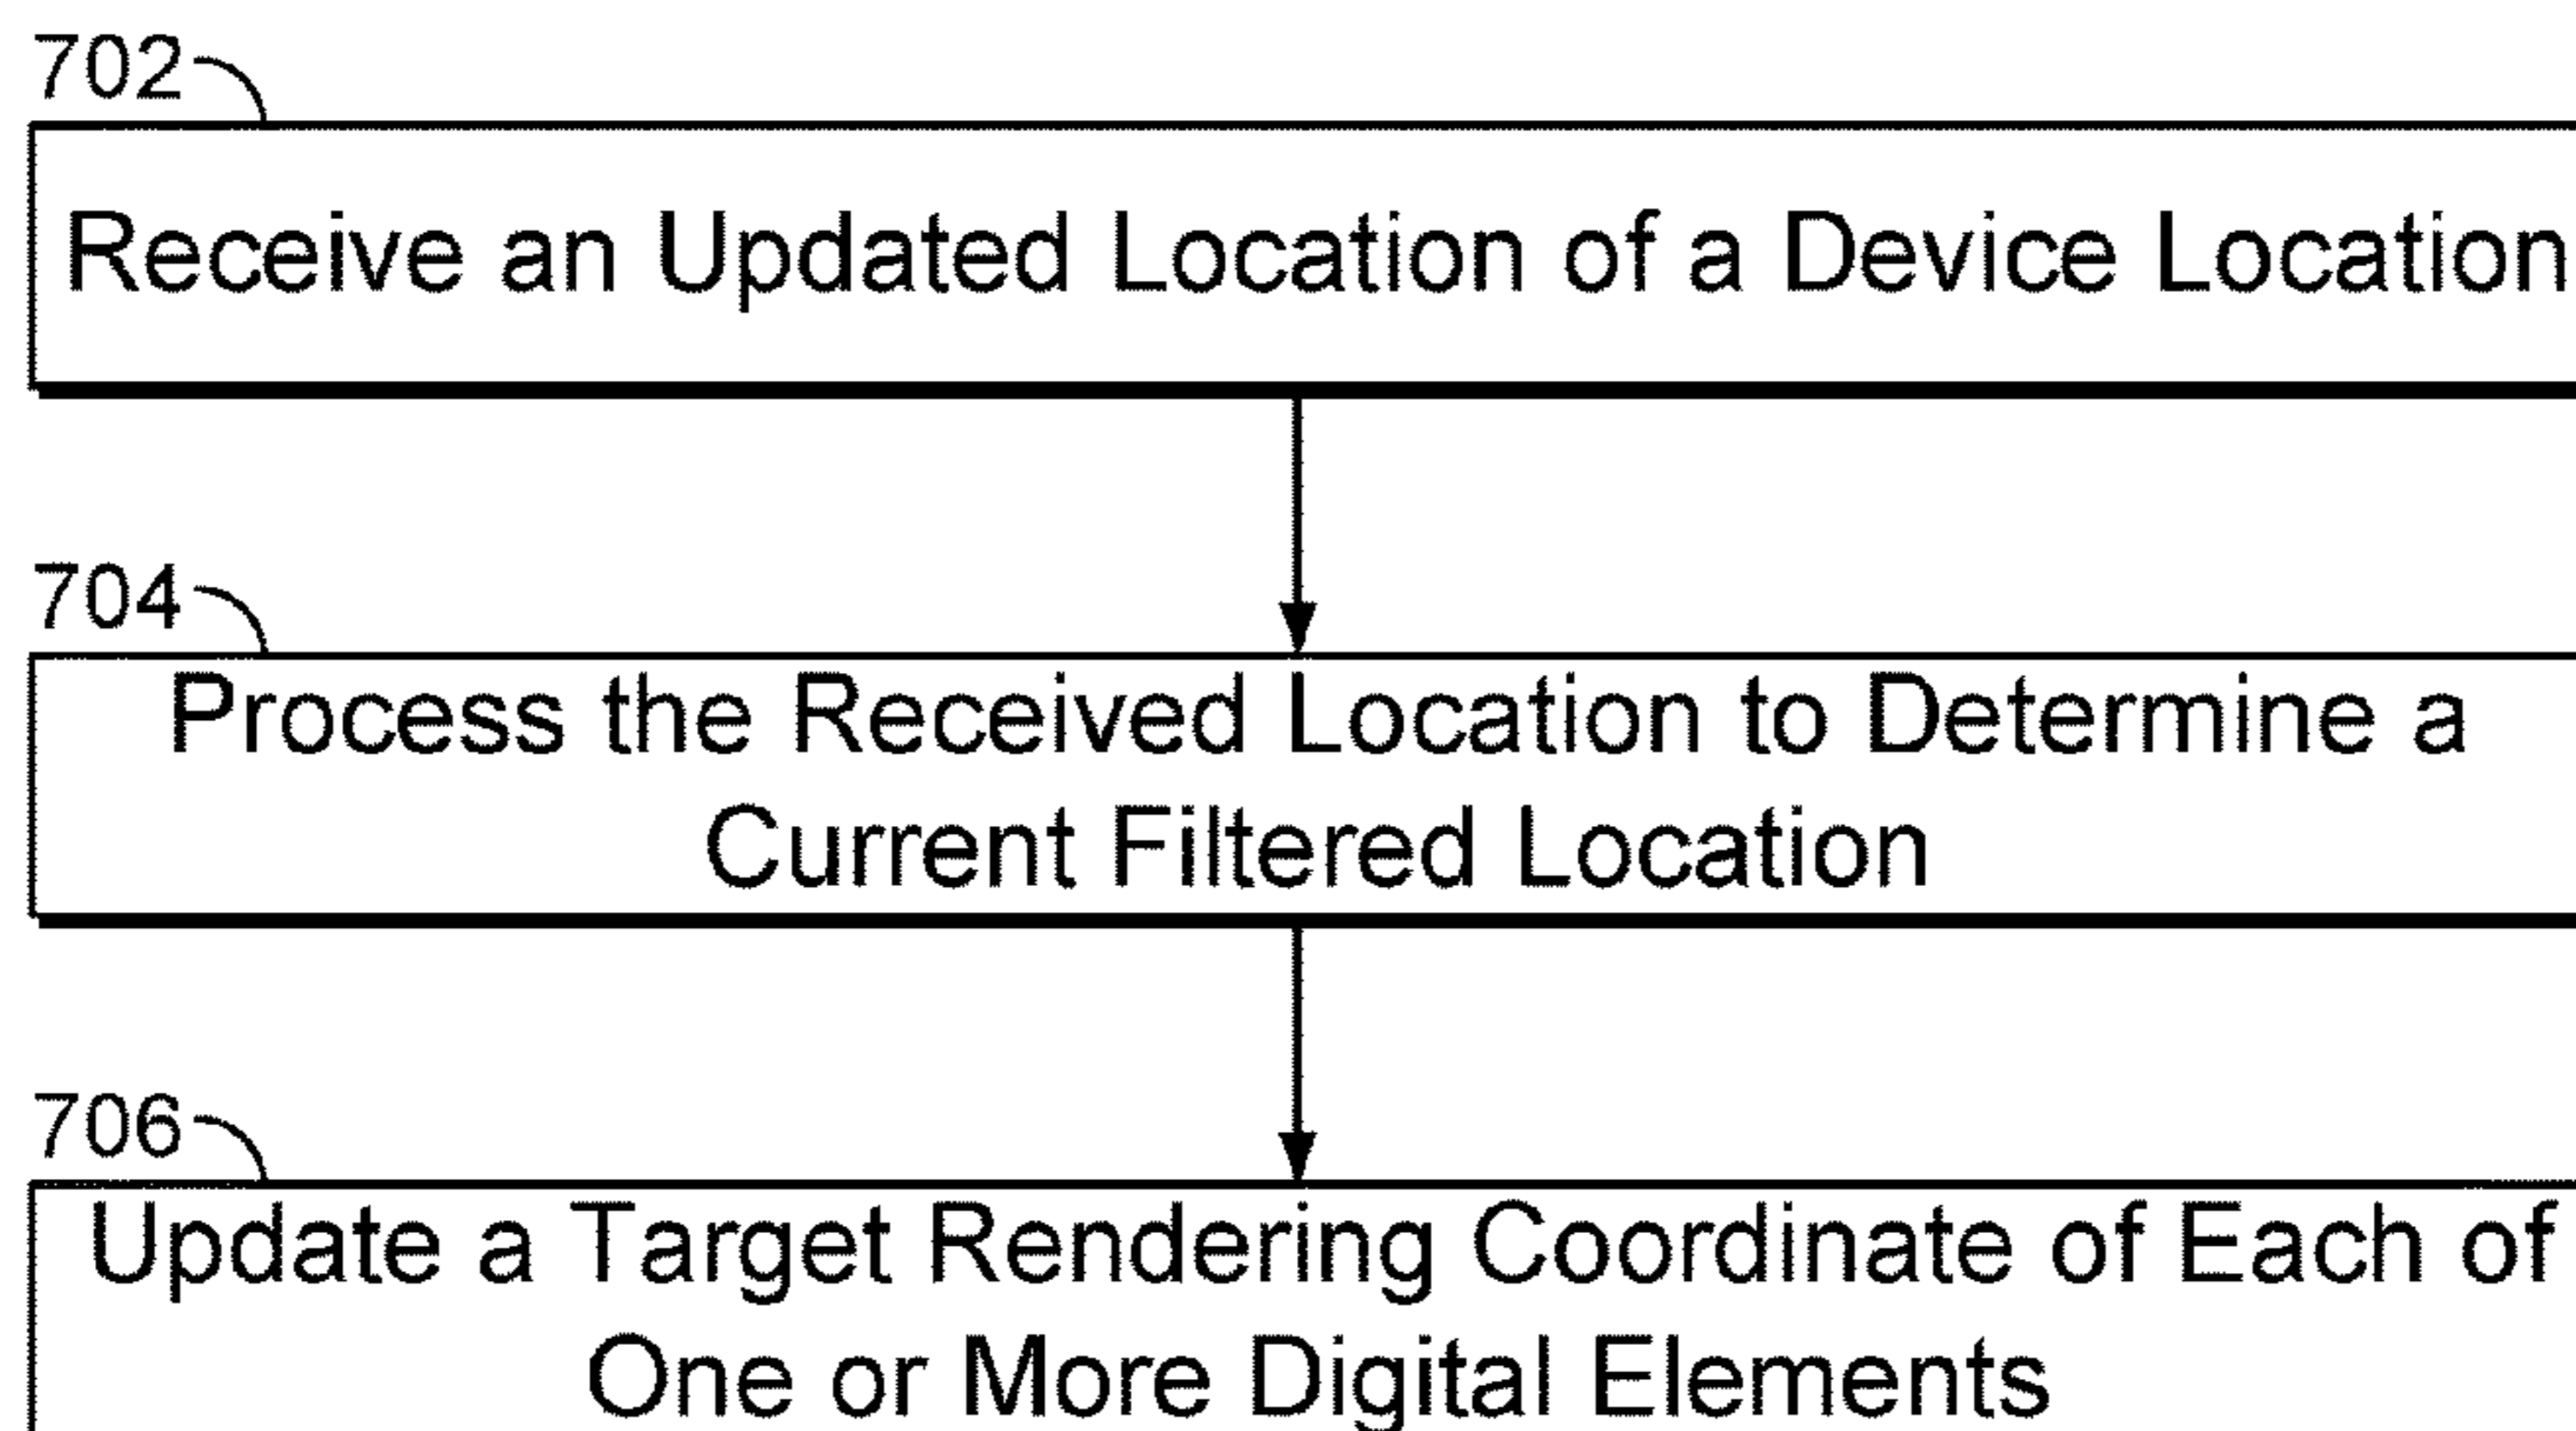 702
Receive an Updated Location of a Device Location
704
Process the Received Location to Determine a
Current Filtered Location
706
Update a Target Rendering Coordinate of Each of
One or More Digital Elements